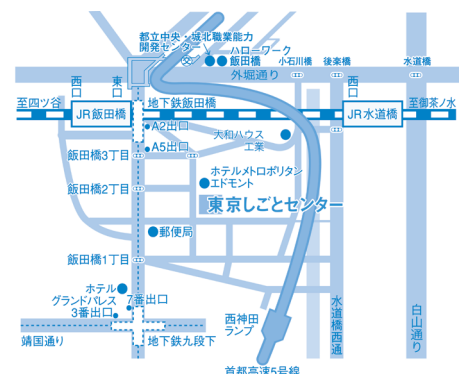 都立中央・城北職業能力
開発センター
ハローワーク
飯田橋
小石川橋
後楽橋
水道橋
外堀通り
西口
東口
西口
至四ツ谷
JR飯田橋
地下鉄飯田橋
JR水道橋
至御茶ノ水
A2出口
大和ハウス
工業
A5出口
飯田橋3丁目
ホテルメトロポリタン
エドモント
飯田橋2丁目
東京しごとセンター
郵便局
飯田橋1丁目
ホテル
グランドパレス
7番出口
3番出口
西神田
ランプ
水道橋西通
白山通り
靖国通り
地下鉄九段下
首都高速5号線